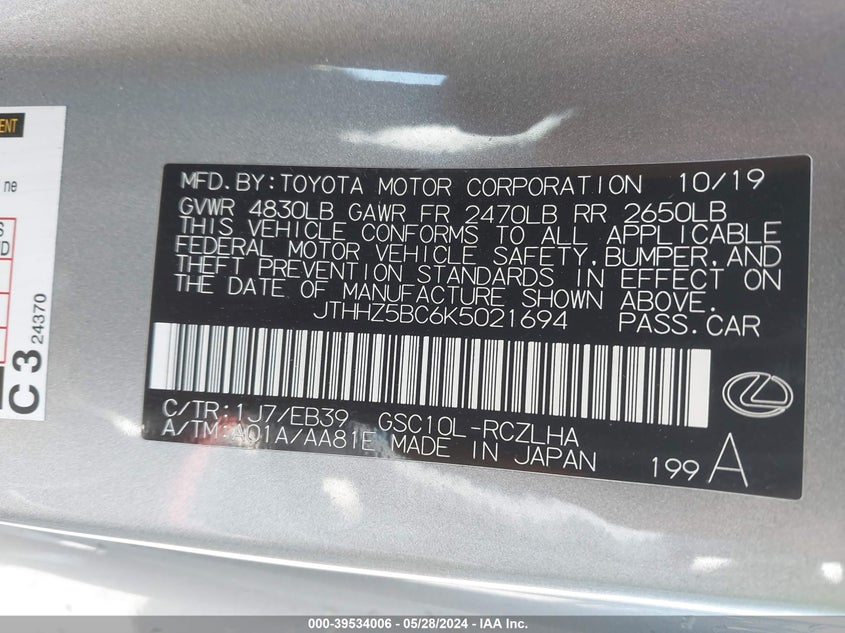 ENT
ne
S
D
C3 24370
MFD.BY:TOYOTA MOTOR CORPORATION 10/19
GVWR 4830LB GAWR FR 2470LB RR 2650LB
THIS VEHICLE CONFORMS TO ALL APPLICABLE
FEDERAL MOTOR VEHICLE SAFETY,BUMPER,AND
THEFT PREVENTION STANDARDS IN EFFECT ON
THE DATE OF MANUFACTURE SHOWN ABOVE.
JTHHZ5BC6K5021694 PASS.CAR
C/TR:1J7/EB39 GSC10L-RCZLHA
A/TM:A01A/AA81E MADE IN JAPAN
199 A
000-39534006 - 05/28/2024 - IAA Inc.